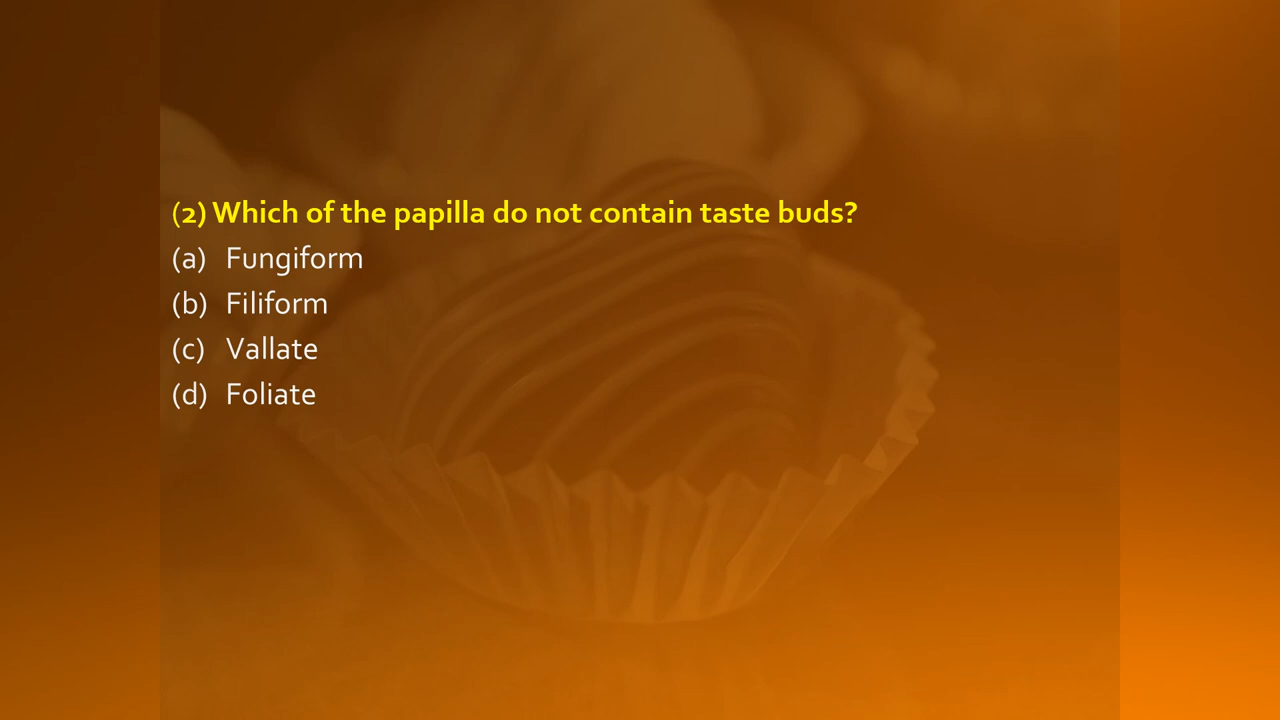 (2) Which of the papilla do not contain taste buds?
(a) Fungiform
(b) Filiform
(c) Vallate
(d) Foliate